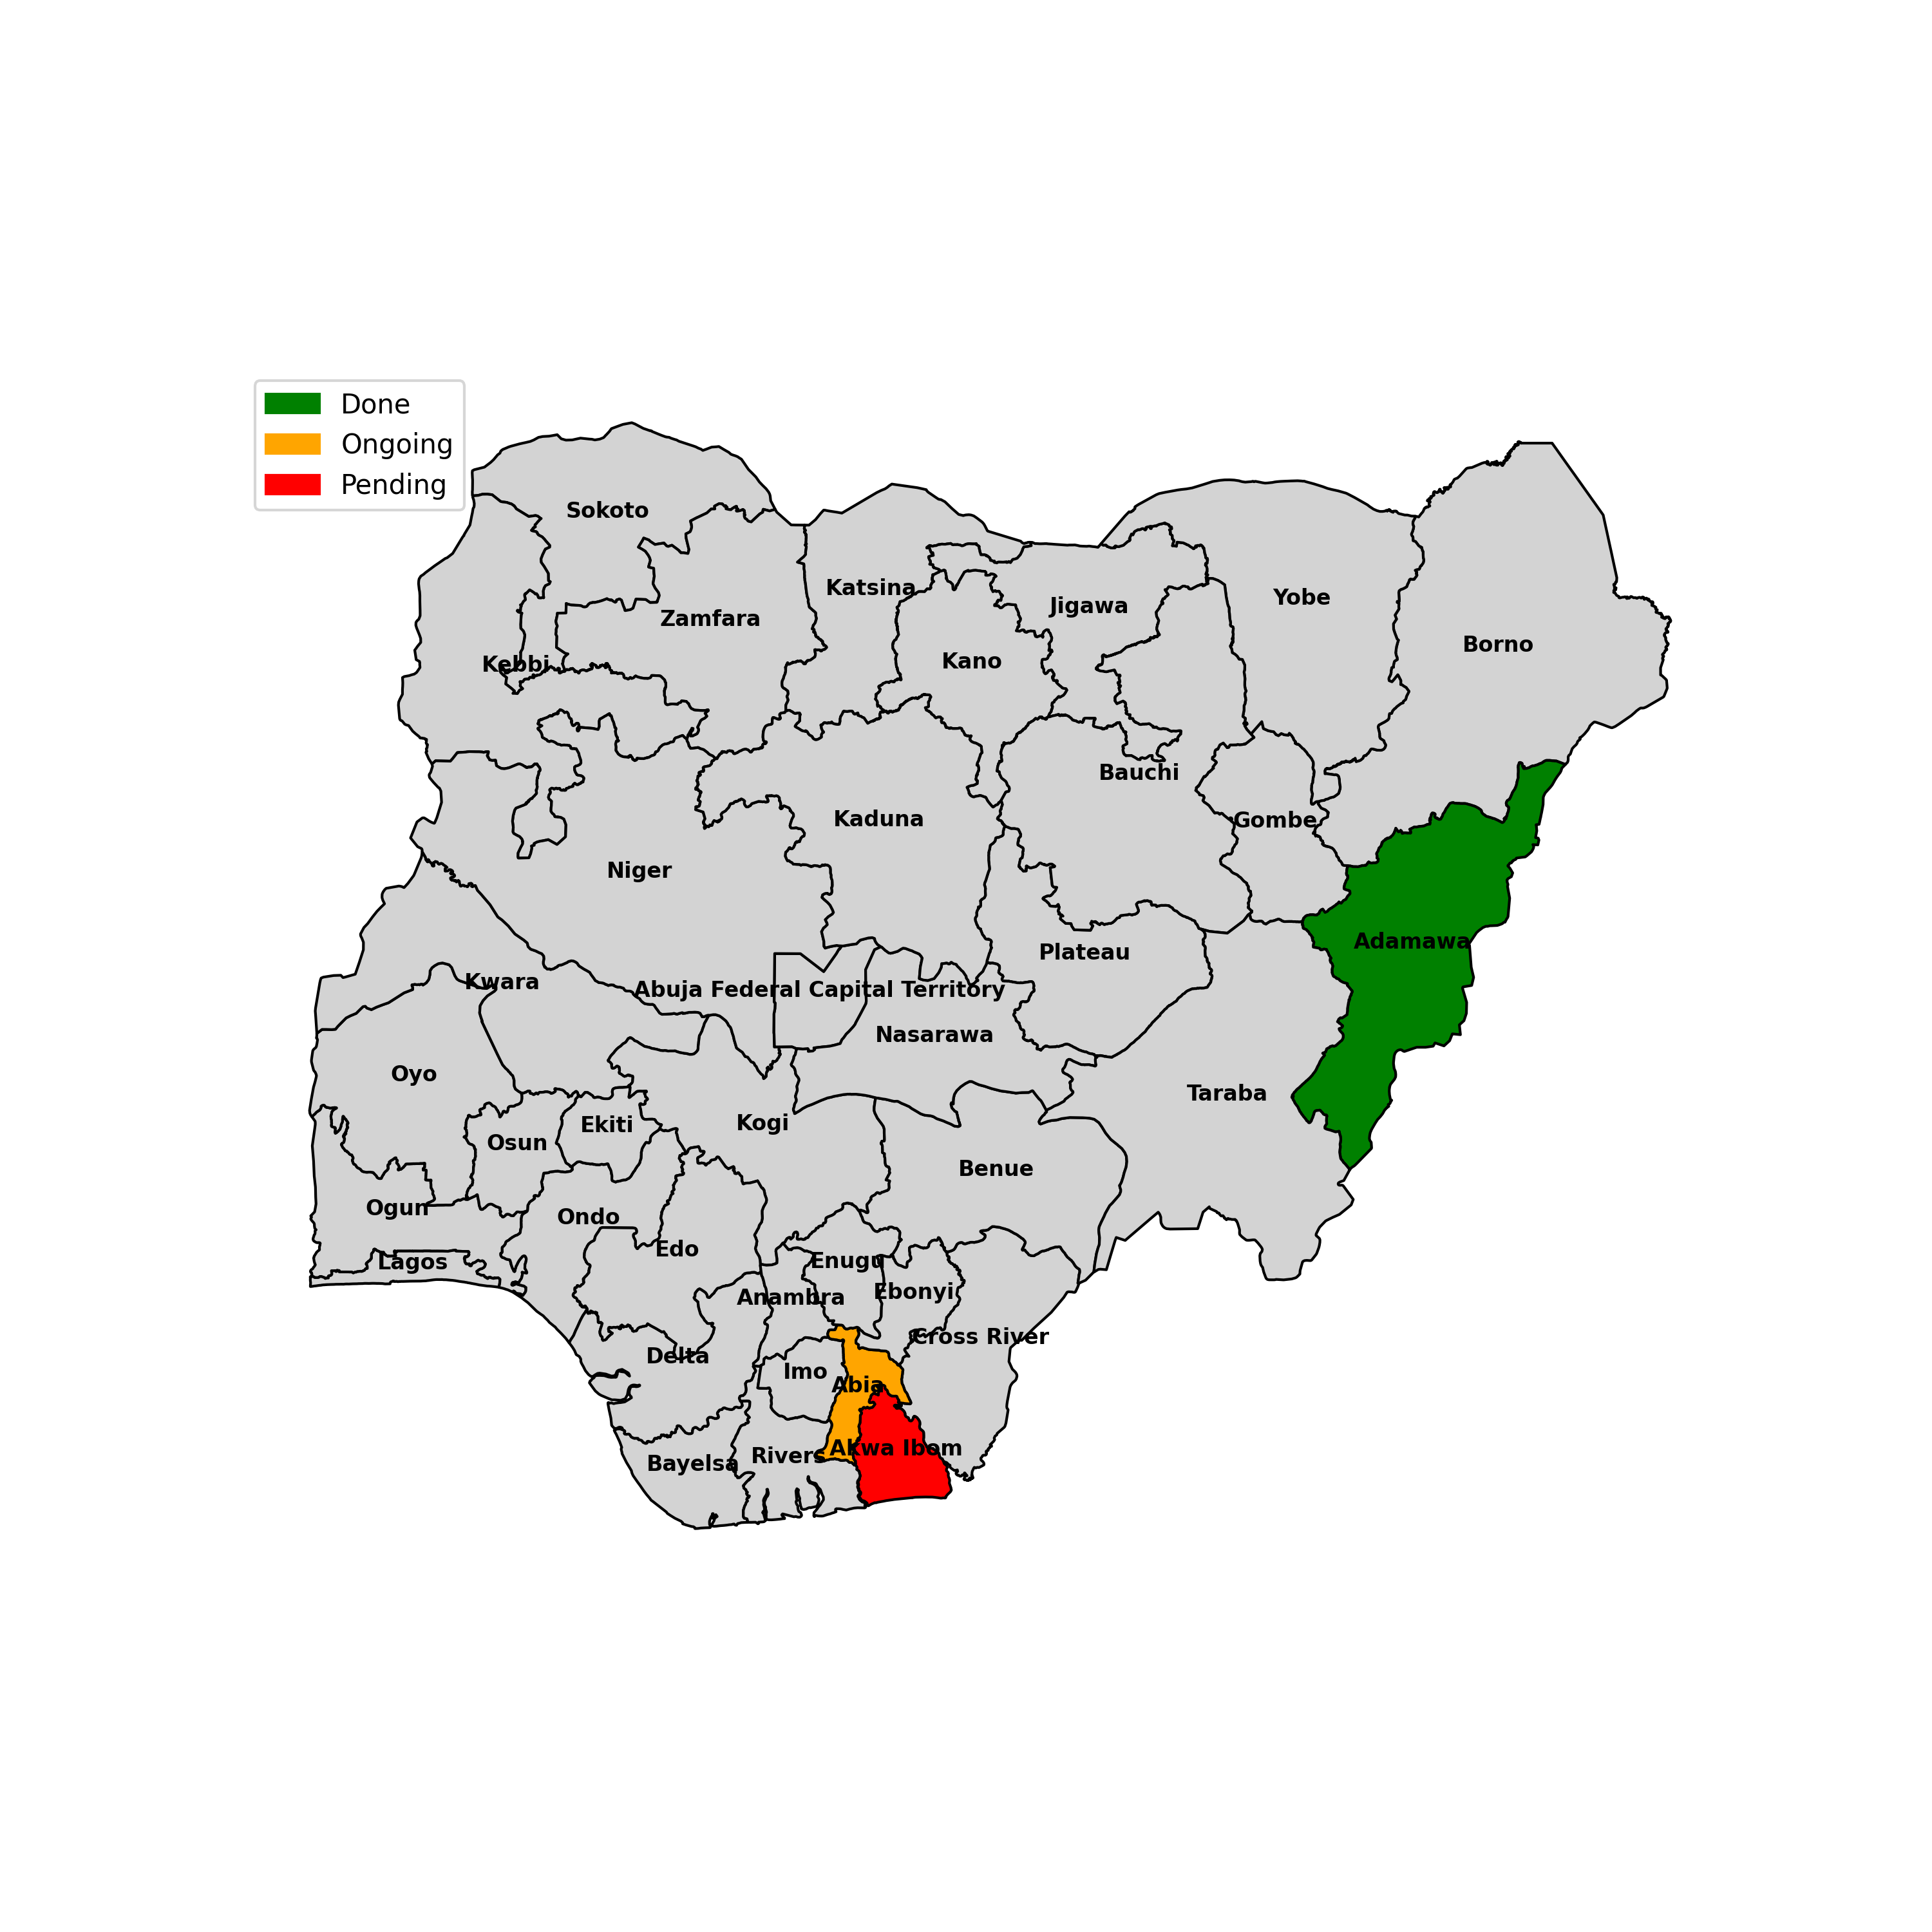 Done
Ongoing
Pending
Sokoto
Katsina
Yobe
Jigawa
Zamfara
Borno
Kano
Kebbi
Bauchi
Kaduna
Gombe
Niger
Adamawa
Plateau
Kwara
Abuja Federal Capital Territory
Nasarawa
Oyo
Taraba
Kogi
Ekiti
Osun
Benue
Ogun
Ondo
Edo
Enugu
Lagos
Ebonyi
Anambra
Cross River
Delta
Imo
Abia
Akwa Ibom
Rivers
Bayelsa